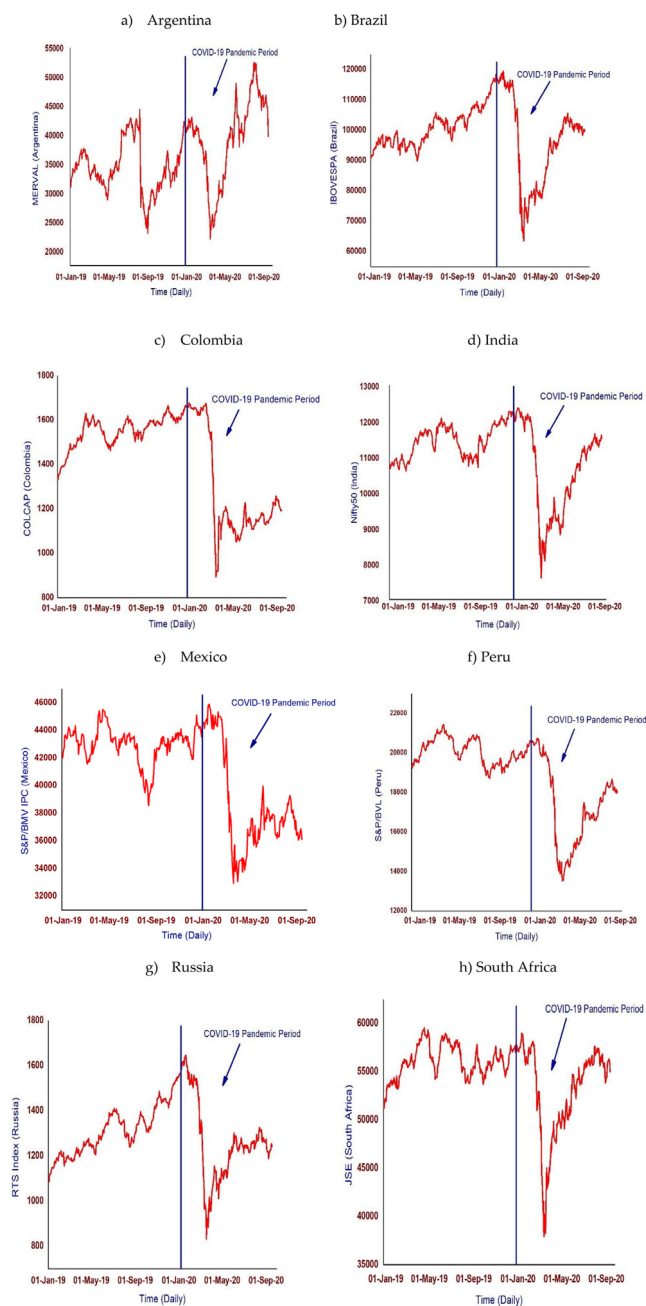 a) Argentina
b) Brazil
COVID-19 Pandemic Period
55000
50000
45000
40000
35000
30000
25000
20000
MERVAL (Argentina)
01-Jan-19 01-May-19 01-Sep-19 01-Jan-20 01-May-20 01-Sep-20
Time (Daily)
COVID-19 Pandemic Period
120000
110000
100000
90000
80000
70000
60000
IBOVESPA (Brazil)
01-Jan-19 01-May-19 01-Sep-19 01-Jan-20 01-May-20 01-Sep-20
Time (Daily)
c) Colombia
d) India
COVID-19 Pandemic Period
1800
1600
1400
1200
1000
800
COLCAP (Colombia)
01-Jan-19 01-May-19 01-Sep-19 01-Jan-20 01-May-20 01-Sep-20
Time (Daily)
COVID-19 Pandemic Period
13000
12000
11000
10000
9000
8000
7000
Nifty50 (India)
01-Jan-19 01-May-19 01-Sep-19 01-Jan-20 01-May-20 01-Sep-20
Time (Daily)
e) Mexico
f) Peru
COVID-19 Pandemic Period
46000
44000
42000
40000
38000
36000
34000
32000
S&P/BMV IPC (Mexico)
01-Jan-19 01-May-19 01-Sep-19 01-Jan-20 01-May-20 01-Sep-20
Time (Daily)
COVID-19 Pandemic Period
22000
20000
18000
16000
14000
12000
S&P/BVL (Peru)
01-Jan-19 01-May-19 01-Sep-19 01-Jan-20 01-May-20 01-Sep-20
Time (Daily)
g) Russia
h) South Africa
COVID-19 Pandemic Period
1800
1600
1400
1200
1000
800
RTS Index (Russia)
01-Jan-19 01-May-19 01-Sep-19 01-Jan-20 01-May-20 01-Sep-20
Time (Daily)
COVID-19 Pandemic Period
60000
55000
50000
45000
40000
35000
JSE (South Africa)
01-Jan-19 01-May-19 01-Sep-19 01-Jan-20 01-May-20 01-Sep-20
Time (Daily)